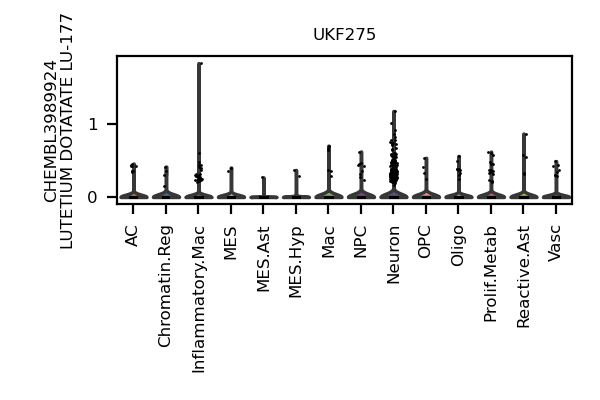 UKF275
CHEMBL3989924
LUTETIUM DOTATATE LU-177
1
0
AC
Chromatin.Reg
Inflammatory.Mac
MES
MES.Ast
MES.Hyp
Mac
NPC
Neuron
OPC
Oligo
Prolif.Metab
Reactive.Ast
Vasc